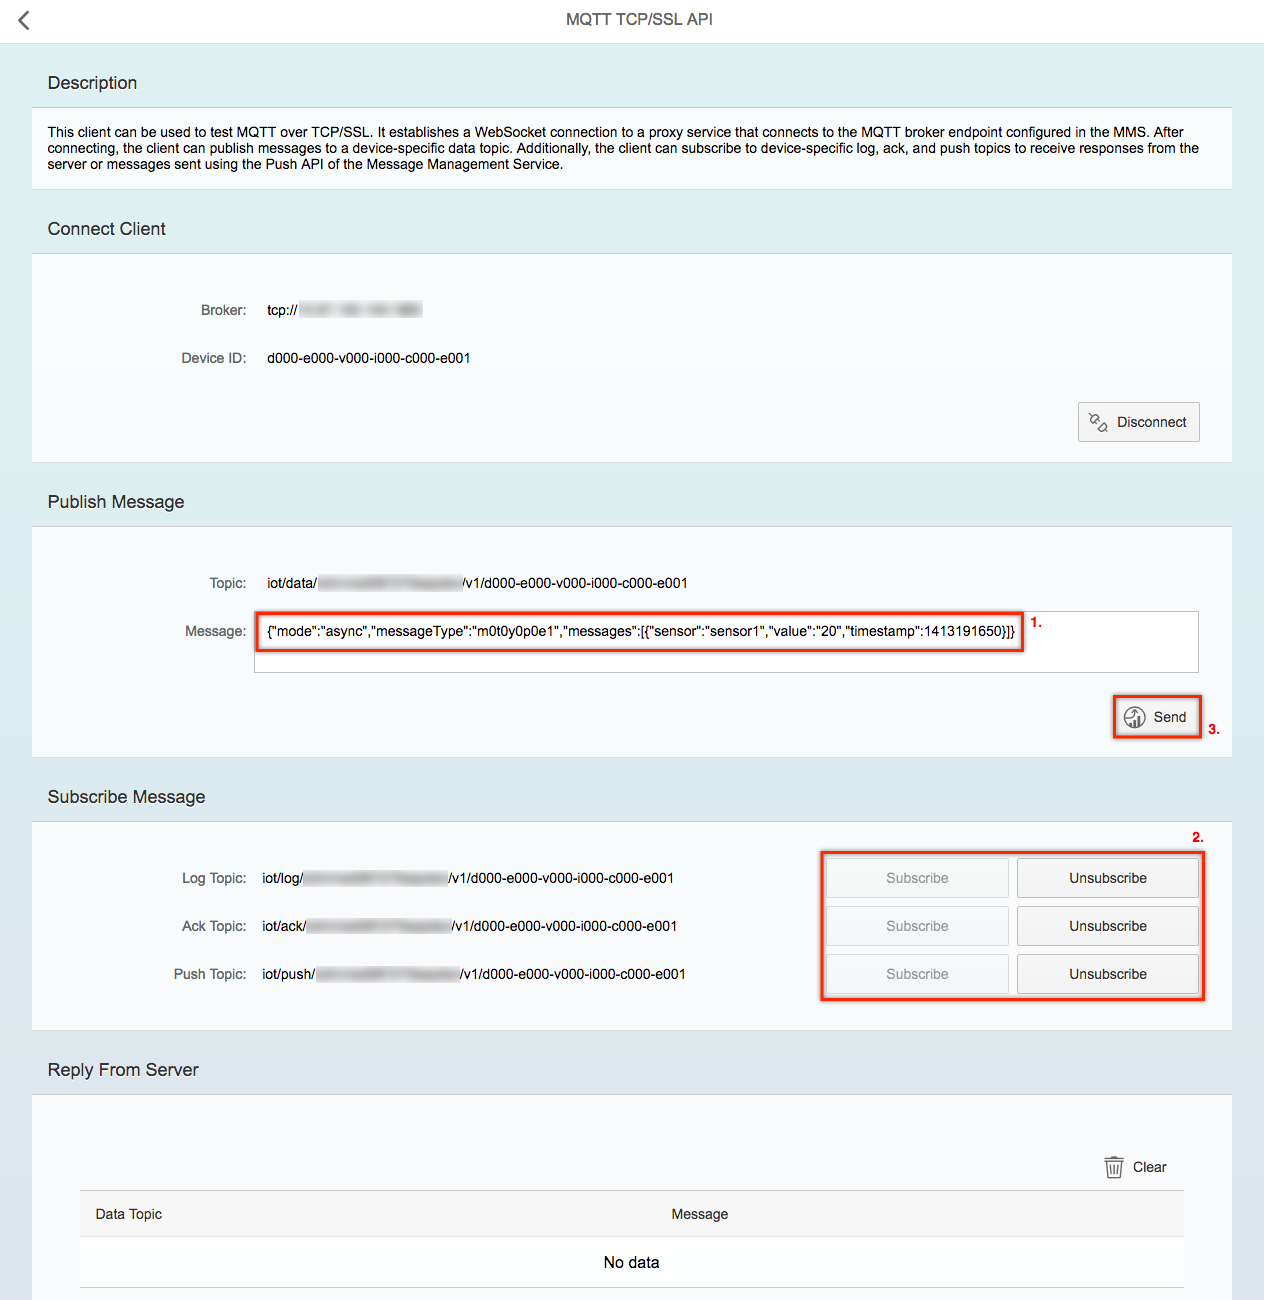 MQTT TCP/SSL API
Description
This client can be used to test MQTT over TCP/SSL. It establishes a WebSocket connection to a proxy service that connects to the MQTT broker endpoint configured in the MMS. After
connecting, the client can publish messages to a device-specific data topic. Additionally, the client can subscribe to device-specific log, ack, and push topics to receive responses from the
server or messages sent using the Push API of the Message Management Service.
Connect Client
Broker: tcp://
Device ID: d000-e000-v000-i000-c000-e001
Disconnect
Publish Message
Topic: iot/data/ /v1/d000-e000-v000-i000-c000-e001
Message: {"mode":"async","messageType":"m0t0y0p0e1","messages":[{"sensor":"sensor1","value":"20","timestamp":1413191650}]} 1.
Send 3.
Subscribe Message
2.
Log Topic: iot/log/ /v1/d000-e000-v000-i000-c000-e001 Subscribe Unsubscribe
Ack Topic: iot/ack/ /v1/d000-e000-v000-i000-c000-e001 Subscribe Unsubscribe
Push Topic: iot/push/ /v1/d000-e000-v000-i000-c000-e001 Subscribe Unsubscribe
Reply From Server
Clear
Data Topic Message
No data